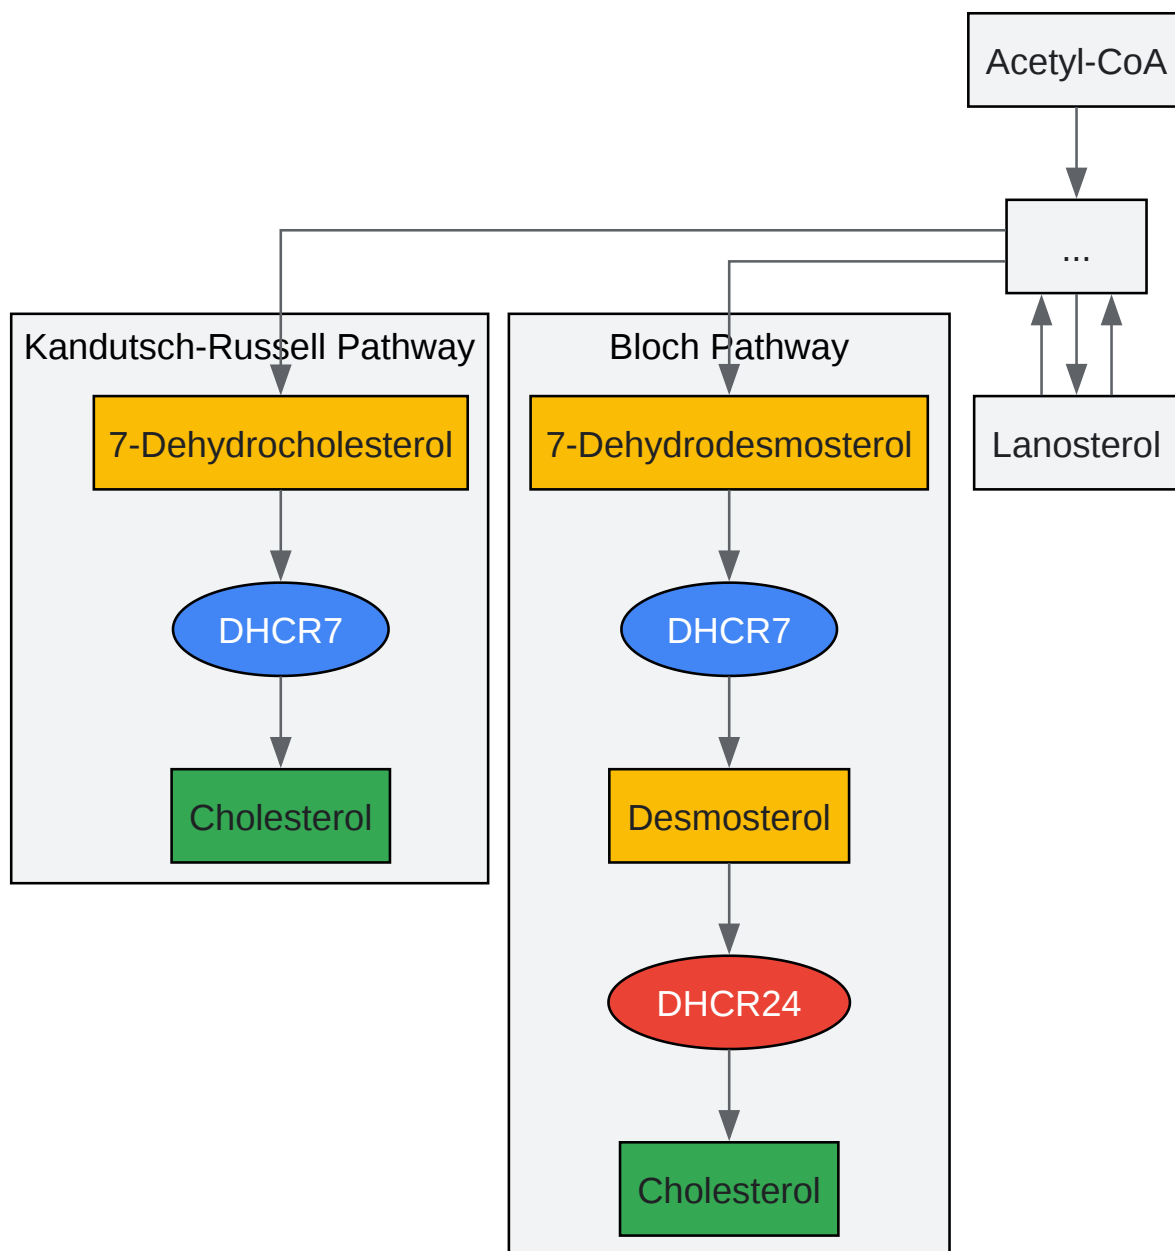 Acetyl-CoA
...
Kandutsch-Russell Pathway
Bloch Pathway
7-Dehydrocholesterol
7-Dehydrodesmosterol
Lanosterol
DHCR7
DHCR7
Cholesterol
Desmosterol
DHCR24
Cholesterol